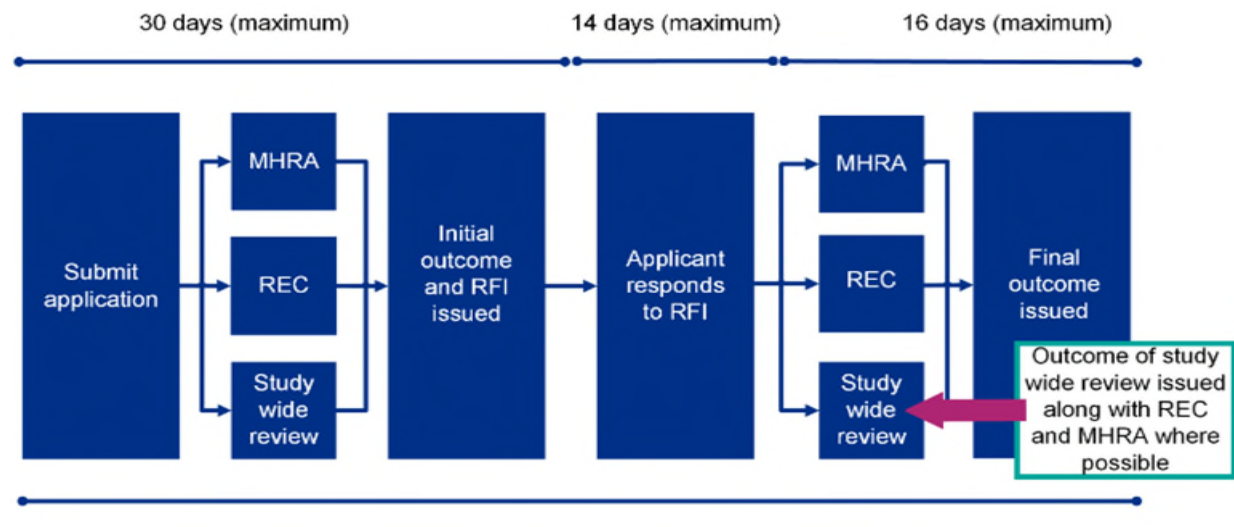 30 days (maximum)
14 days (maximum)
16 days (maximum)
Submit
application
MHRA
REC
Study
wide
review
Initial
outcome
and RFI
issued
Applicant
responds
to RFI
MHRA
REC
Study
wide
review
Final
outcome
issued
Outcome of study
wide review issued
along with REC
and MHRA where
possible